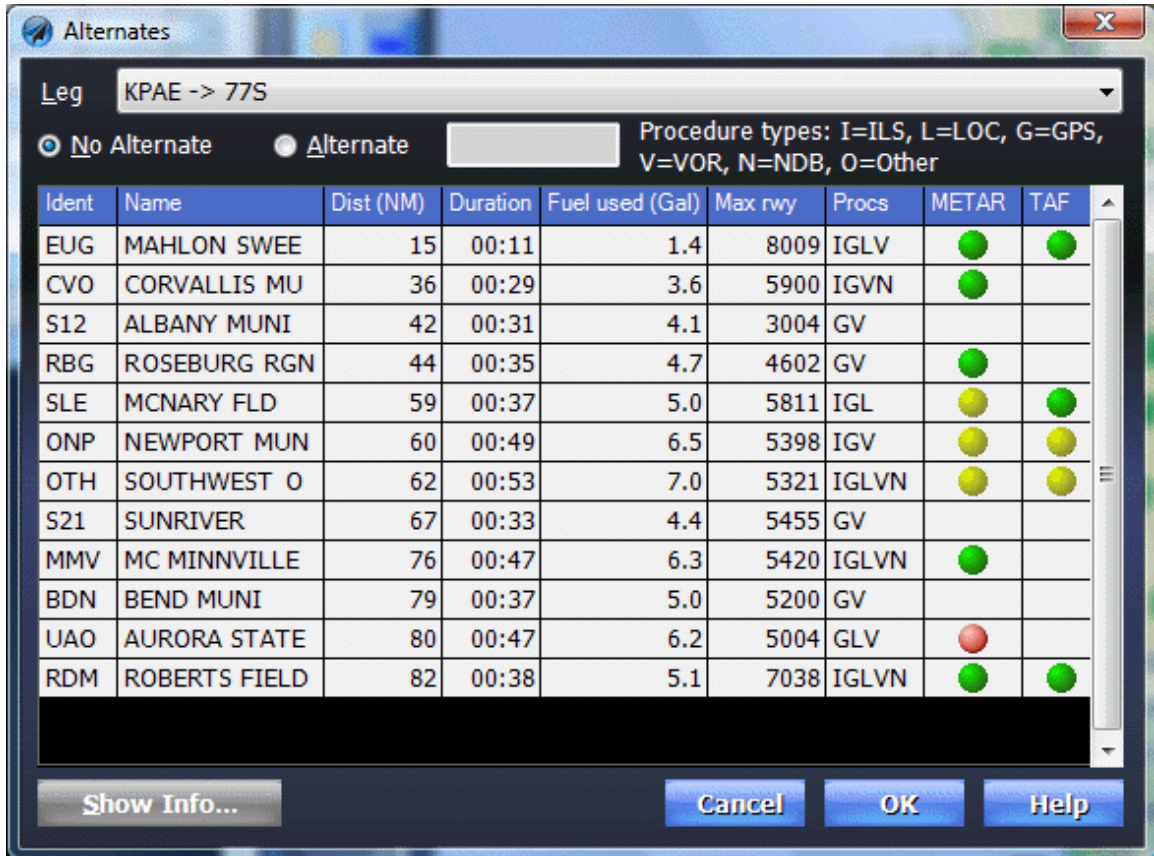 Alternates
Leg KPAE -> 77S
No Alternate Alternate Procedure types: I=ILS, L=LOC, G=GPS,
V=VOR, N=NDB, O=Other
Ident Name Dist (NM) Duration Fuel used (Gal) Max rwy Procs METAR TAF
EUG MAHLON SWEE 15 00:11 1.4 8009 IGLV
CVO CORVALLIS MU 36 00:29 3.6 5900 IGVN
S12 ALBANY MUNI 42 00:31 4.1 3004 GV
RBG ROSEBURG RGN 44 00:35 4.7 4602 GV
SLE MCNARY FLD 59 00:37 5.0 5811 IGL
ONP NEWPORT MUN 60 00:49 6.5 5398 IGV
OTH SOUTHWEST O 62 00:53 7.0 5321 IGLVN
S21 SUNRIVER 67 00:33 4.4 5455 GV
MMV MC MINNVILLE 76 00:47 6.3 5420 IGLVN
BDN BEND MUNI 79 00:37 5.0 5200 GV
UAO AURORA STATE 80 00:47 6.2 5004 GLV
RDM ROBERTS FIELD 82 00:38 5.1 7038 IGLVN
Show Info... Cancel OK Help